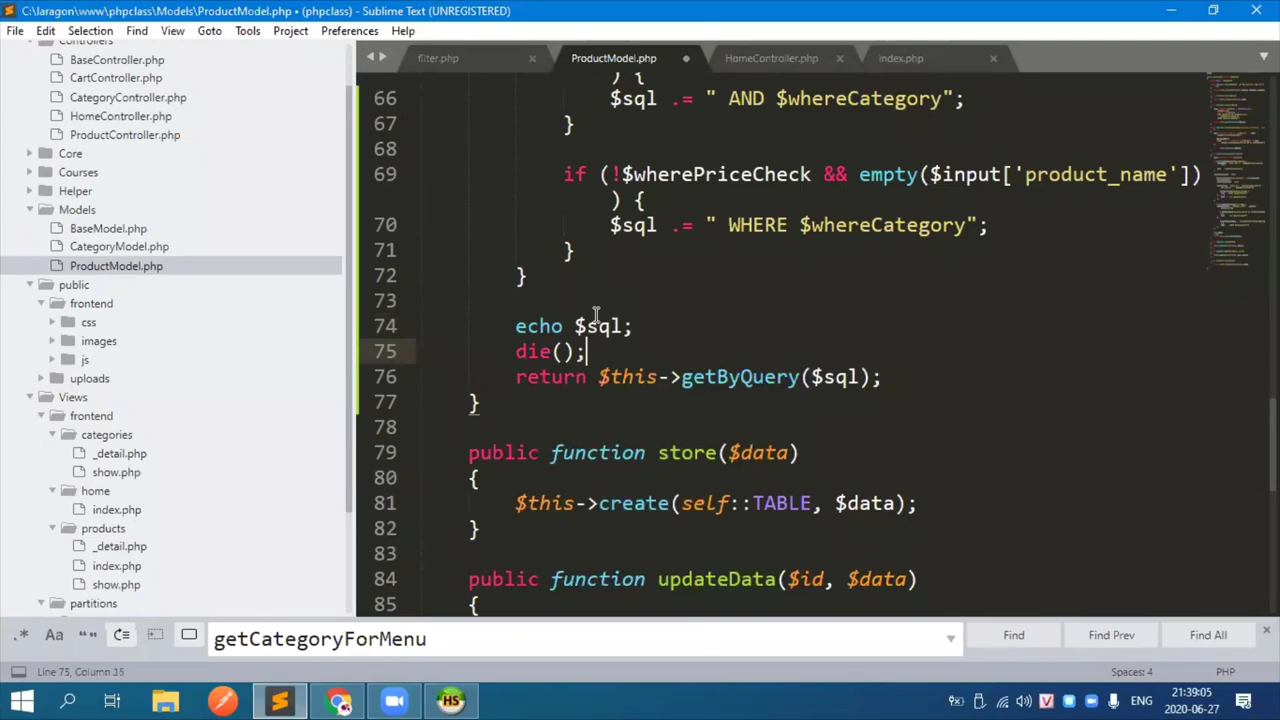 C:\laragon\www\phpclass\Models\ProductModel.php • (phpclass) - Sublime Text (UNREGISTERED)
File Edit Selection Find View Goto Tools Project Preferences Help
Controllers
BaseController.php
CartController.php
CategoryController.php
HomeController.php
ProductController.php
Core
Courses
Helper
Models
BaseModel.php
CategoryModel.php
ProductModel.php
public
frontend
css
images
js
uploads
Views
frontend
categories
_detail.php
show.php
home
index.php
products
_detail.php
index.php
show.php
partitions
filter.php ProductModel.php HomeController.php index.php
) {
66 $sql .= " AND $whereCategory";
67 }
68
69 if (!$wherePriceCheck && empty($input['product_name'])
) {
70 $sql .= " WHERE $whereCategory";
71 }
72 }
73
74 echo $sql;
75 die();
76 return $this->getByQuery($sql);
77 }
78
79 public function store($data)
80 {
81 $this->create(self::TABLE, $data);
82 }
83
84 public function updateData($id, $data)
85 {
.* Aa “” getCategoryForMenu Find Find Prev Find All
Line 75, Column 15 Spaces: 4 PHP
HS V ENG 21:39:05
2020-06-27